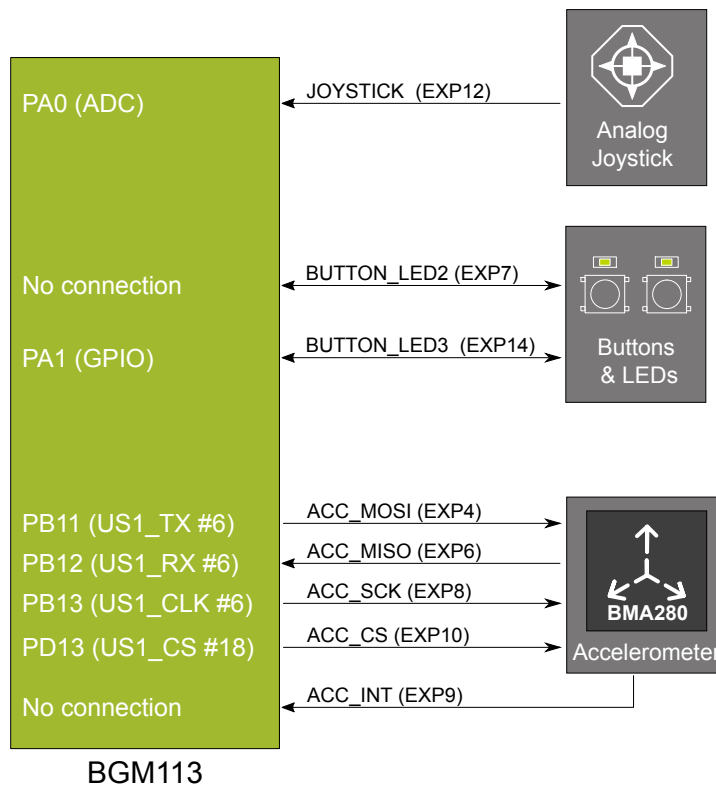 PA0 (ADC)
JOYSTICK (EXP12)
Analog
Joystick
No connection
BUTTON_LED2 (EXP7)
PA1 (GPIO)
BUTTON_LED3 (EXP14)
Buttons
& LEDs
PB11 (US1_TX #6)
ACC_MOSI (EXP4)
PB12 (US1_RX #6)
ACC_MISO (EXP6)
PB13 (US1_CLK #6)
ACC_SCK (EXP8)
PD13 (US1_CS #18)
ACC_CS (EXP10)
No connection
ACC_INT (EXP9)
BMA280
Accelerometer
BGM113